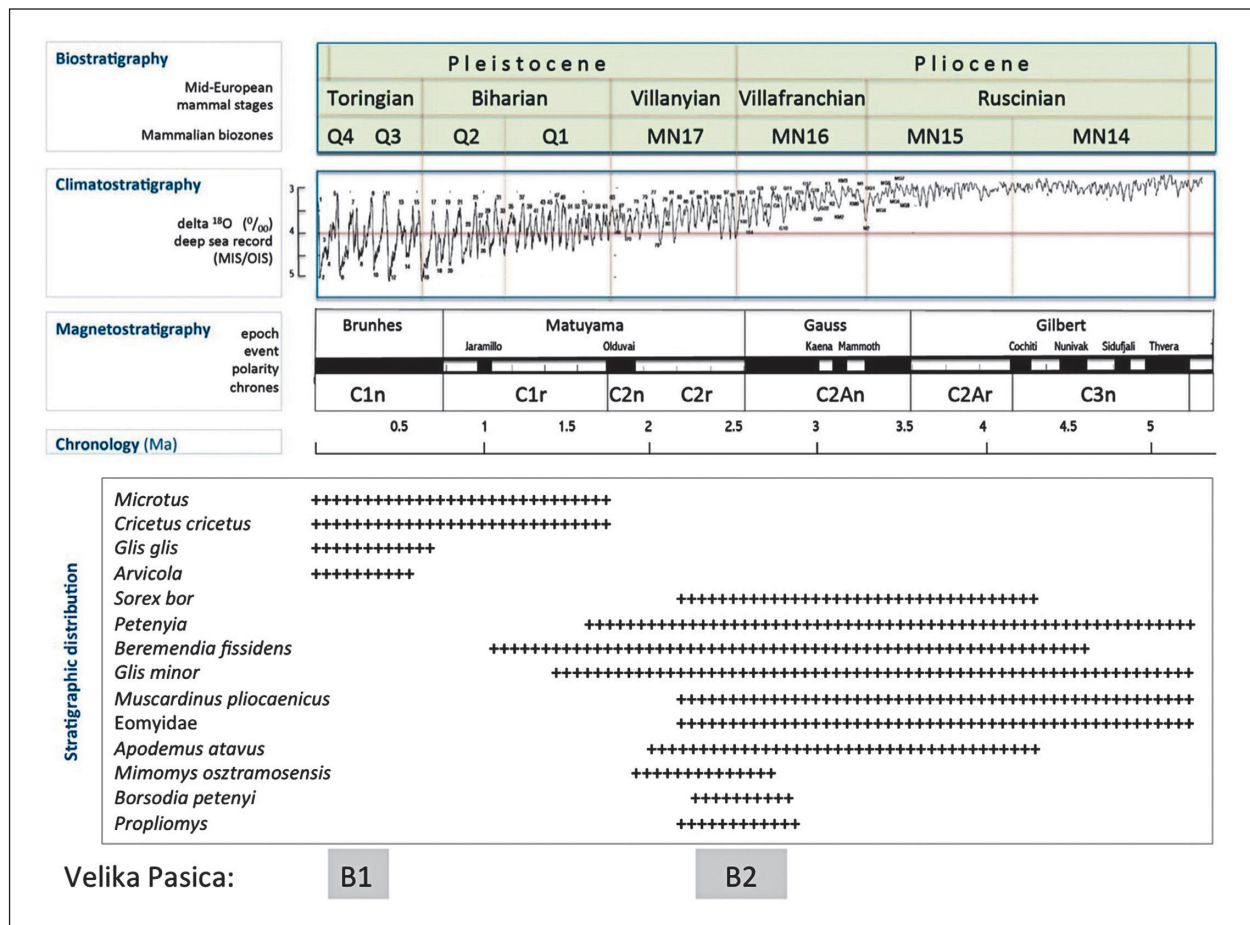 Biostratigraphy
Pleistocene Pliocene
Mid-European
mammal stages
Toringian Biharian Villanyian Villafranchian Ruscinian
Mammalian biozones
Q4 Q3 Q2 Q1 MN17 MN16 MN15 MN14
Climatostratigraphy
delta ¹⁸O (⁰/₀₀)
deep sea record
(MIS/OIS)
3
4
5
Magnetostratigraphy
epoch
event
polarity
chrones
Brunhes Matuyama Gauss Gilbert
Jaramillo Olduvai Kaena Mammoth Cochiti Nunivak Sidufjali Thvera
C1n C1r C2n C2r C2An C2Ar C3n
Chronology (Ma)
0.5 1 1.5 2 2.5 3 3.5 4 4.5 5
Stratigraphic distribution
Microtus
Cricetus cricetus
Glis glis
Arvicola
Sorex bor
Petenyia
Beremendia fissidens
Glis minor
Muscardinus pliocaenicus
Eomyidae
Apodemus atavus
Mimomys osztramosensis
Borsodia petenyi
Propliomys
Velika Pasica: B1 B2